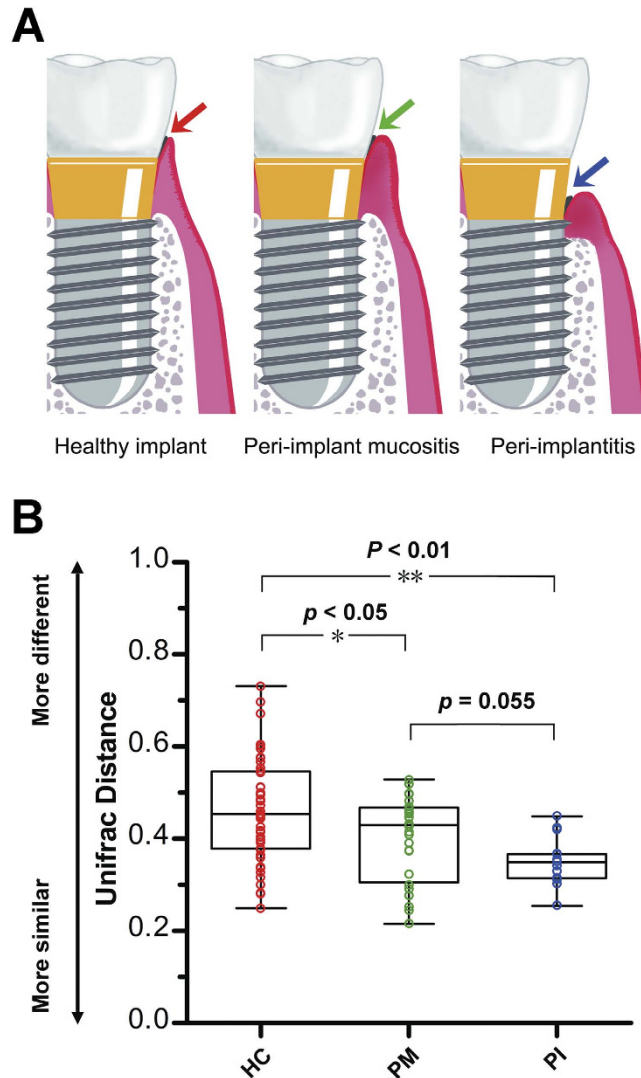 A
Healthy implant
Peri-implant mucositis
Peri-implantitis
B
More different
More similar
Unifrac Distance
1.0
0.8
0.6
0.4
0.2
0.0
P < 0.01
**
p < 0.05
*
p = 0.055
HC
PM
PI